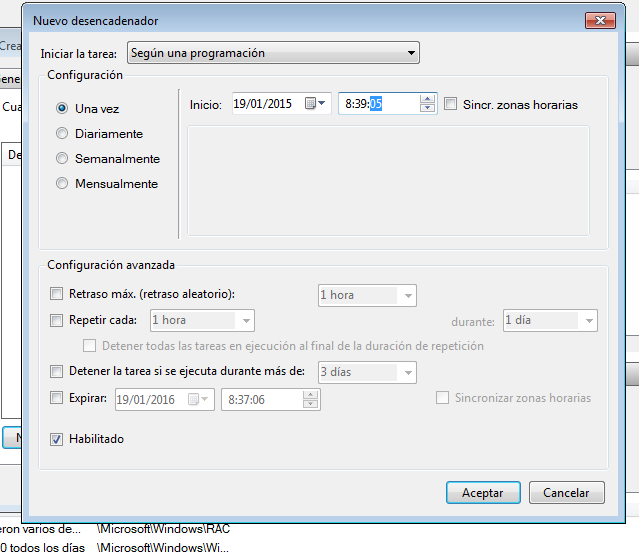 Nuevo desencadenador
Crea
Iniciar la tarea: Según una programación
ene
Configuración
Cua
Una vez
Inicio: 19/01/2015 8:39:05 Sincr. zonas horarias
Diariamente
De
Semanalmente
Mensualmente
Configuración avanzada
Retraso máx. (retraso aleatorio): 1 hora
Repetir cada: 1 hora durante: 1 día
Detener todas las tareas en ejecución al final de la duración de repetición
Detener la tarea si se ejecuta durante más de: 3 días
Expirar: 19/01/2016 8:37:06 Sincronizar zonas horarias
N
Habilitado
Aceptar Cancelar
eron varios de... \Microsoft\Windows\RAC
0 todos los días \Microsoft\Windows\Wi...